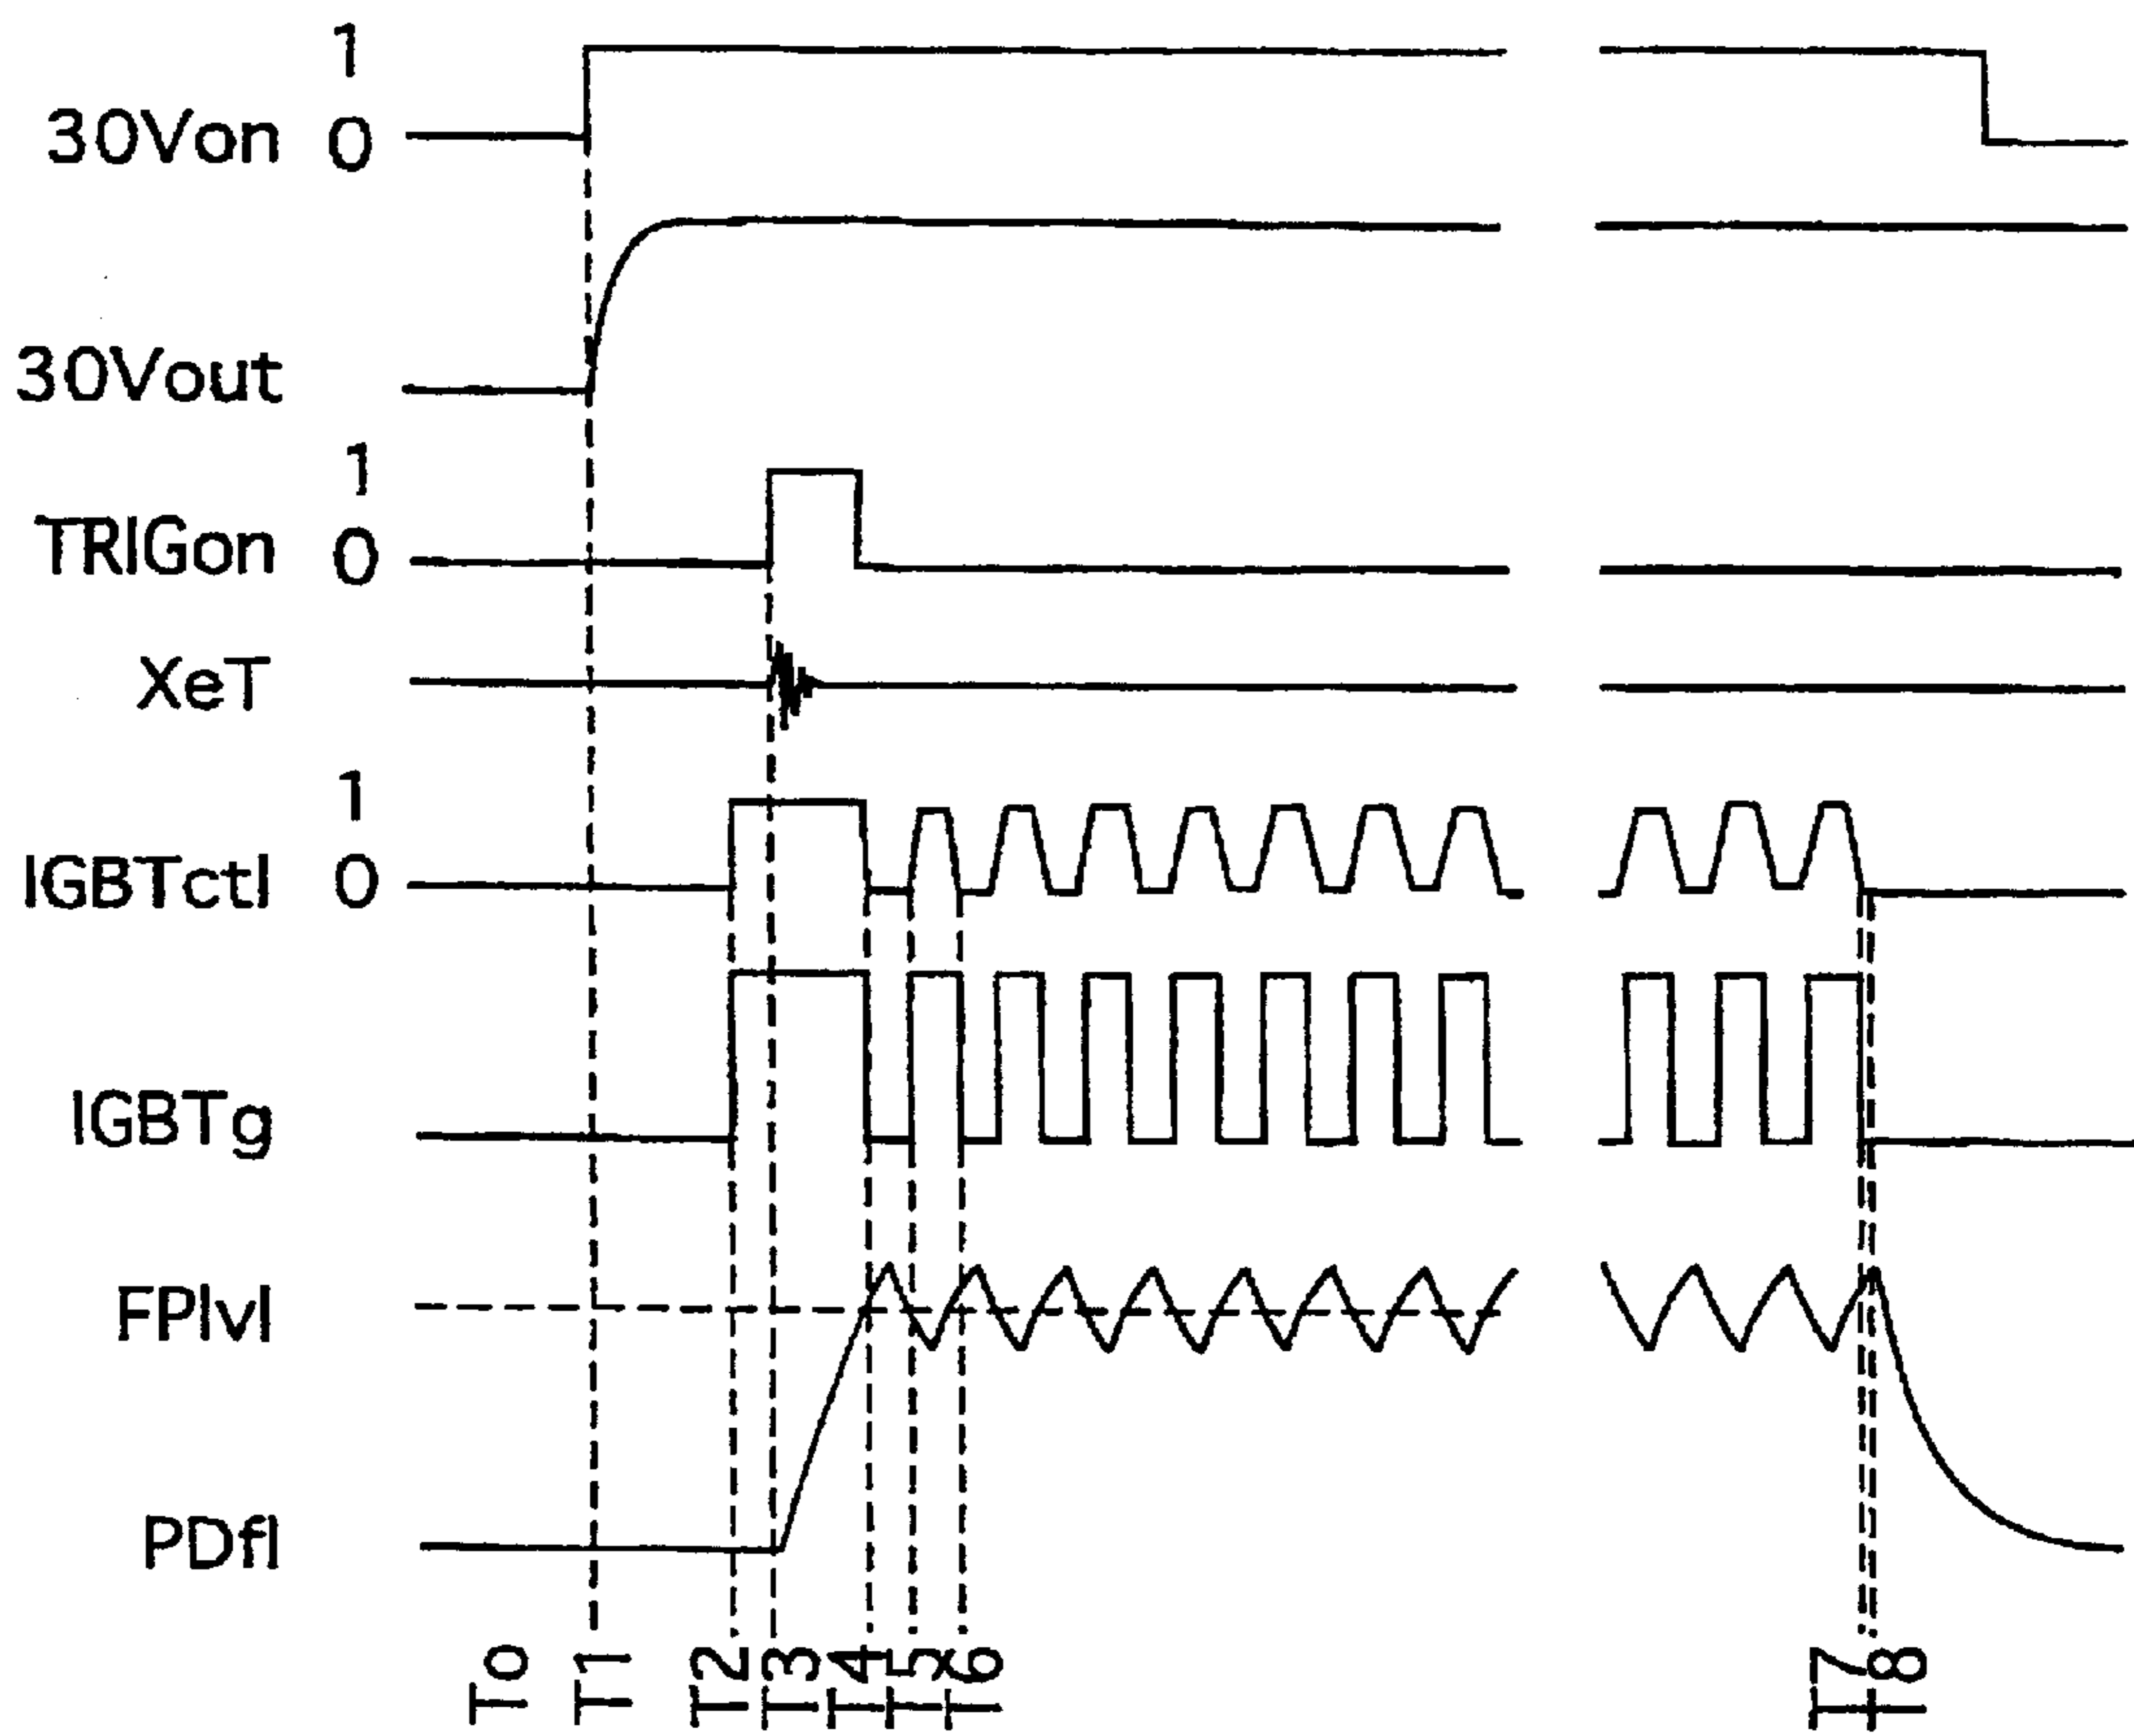 1
30Von 0
30Vout
1
TRIGon 0
XeT
1
IGBTctl 0
IGBTg
FPlvl
PDfl
To T1 T2 T3 T4 T5 T6 T7 T8